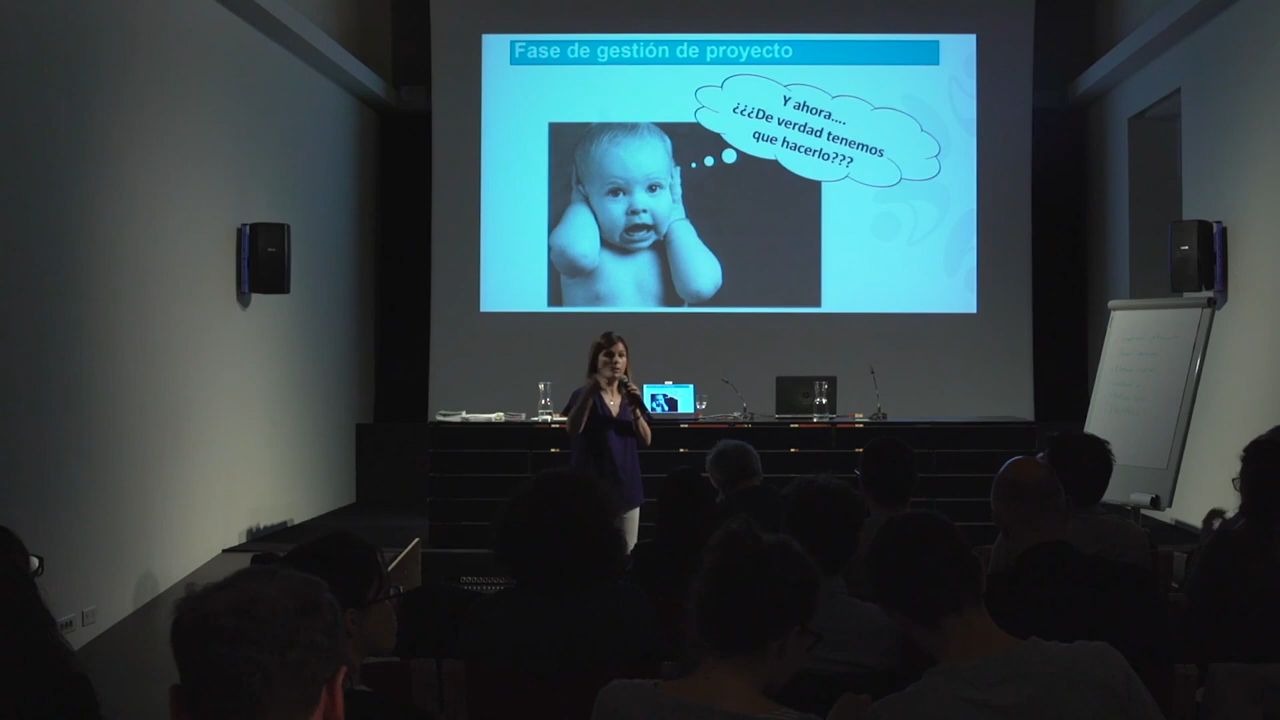 Fase de gestión de proyecto
Y ahora....
¿¿¿De verdad tenemos
que hacerlo???